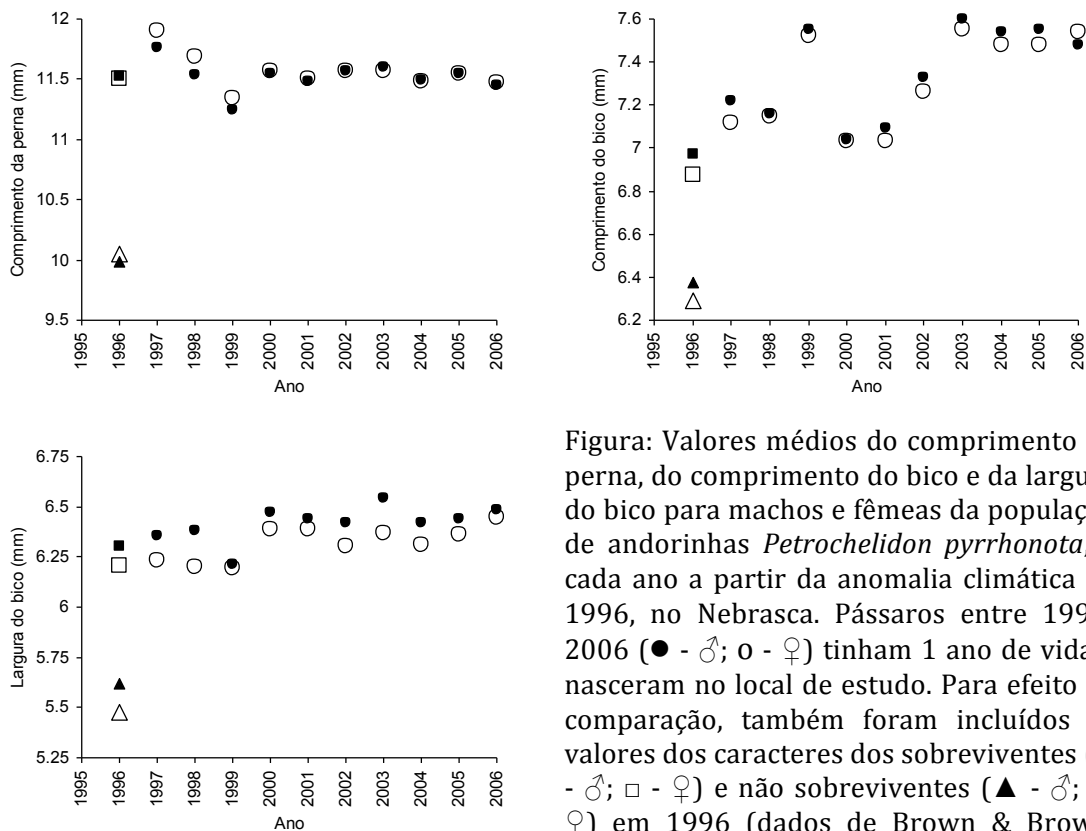 12
11.5
11
10.5
10
9.5
Comprimento da perna (mm)
1995 1996 1997 1998 1999 2000 2001 2002 2003 2004 2005 2006
Ano
7.6
7.4
7.2
7
6.8
6.6
6.4
6.2
Comprimento do bico (mm)
1995 1996 1997 1998 1999 2000 2001 2002 2003 2004 2005 2006
Ano
6.75
6.5
6.25
6
5.75
5.5
5.25
Largura do bico (mm)
1995 1996 1997 1998 1999 2000 2001 2002 2003 2004 2005 2006
Ano
Figura: Valores médios do comprimento
perna, do comprimento do bico e da largu
do bico para machos e fêmeas da populaç
de andorinhas Petrochelidon pyrrhonota,
cada ano a partir da anomalia climática
1996, no Nebrasca. Pássaros entre 199
2006 (● - ♂; o - ♀) tinham 1 ano de vida
nasceram no local de estudo. Para efeito
comparação, também foram incluídos
valores dos caracteres dos sobreviventes (
- ♂; □ - ♀) e não sobreviventes (▲ - ♂;
♀) em 1996 (dados de Brown & Brow